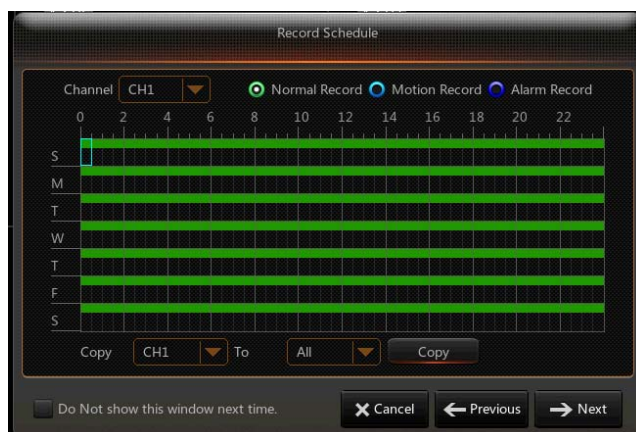 Record Schedule
Channel CH1 Normal Record Motion Record Alarm Record
0 2 4 6 8 10 12 14 16 18 20 22
S
M
T
W
T
F
S
Copy CH1 To All Copy
Do Not show this window next time. Cancel Previous Next